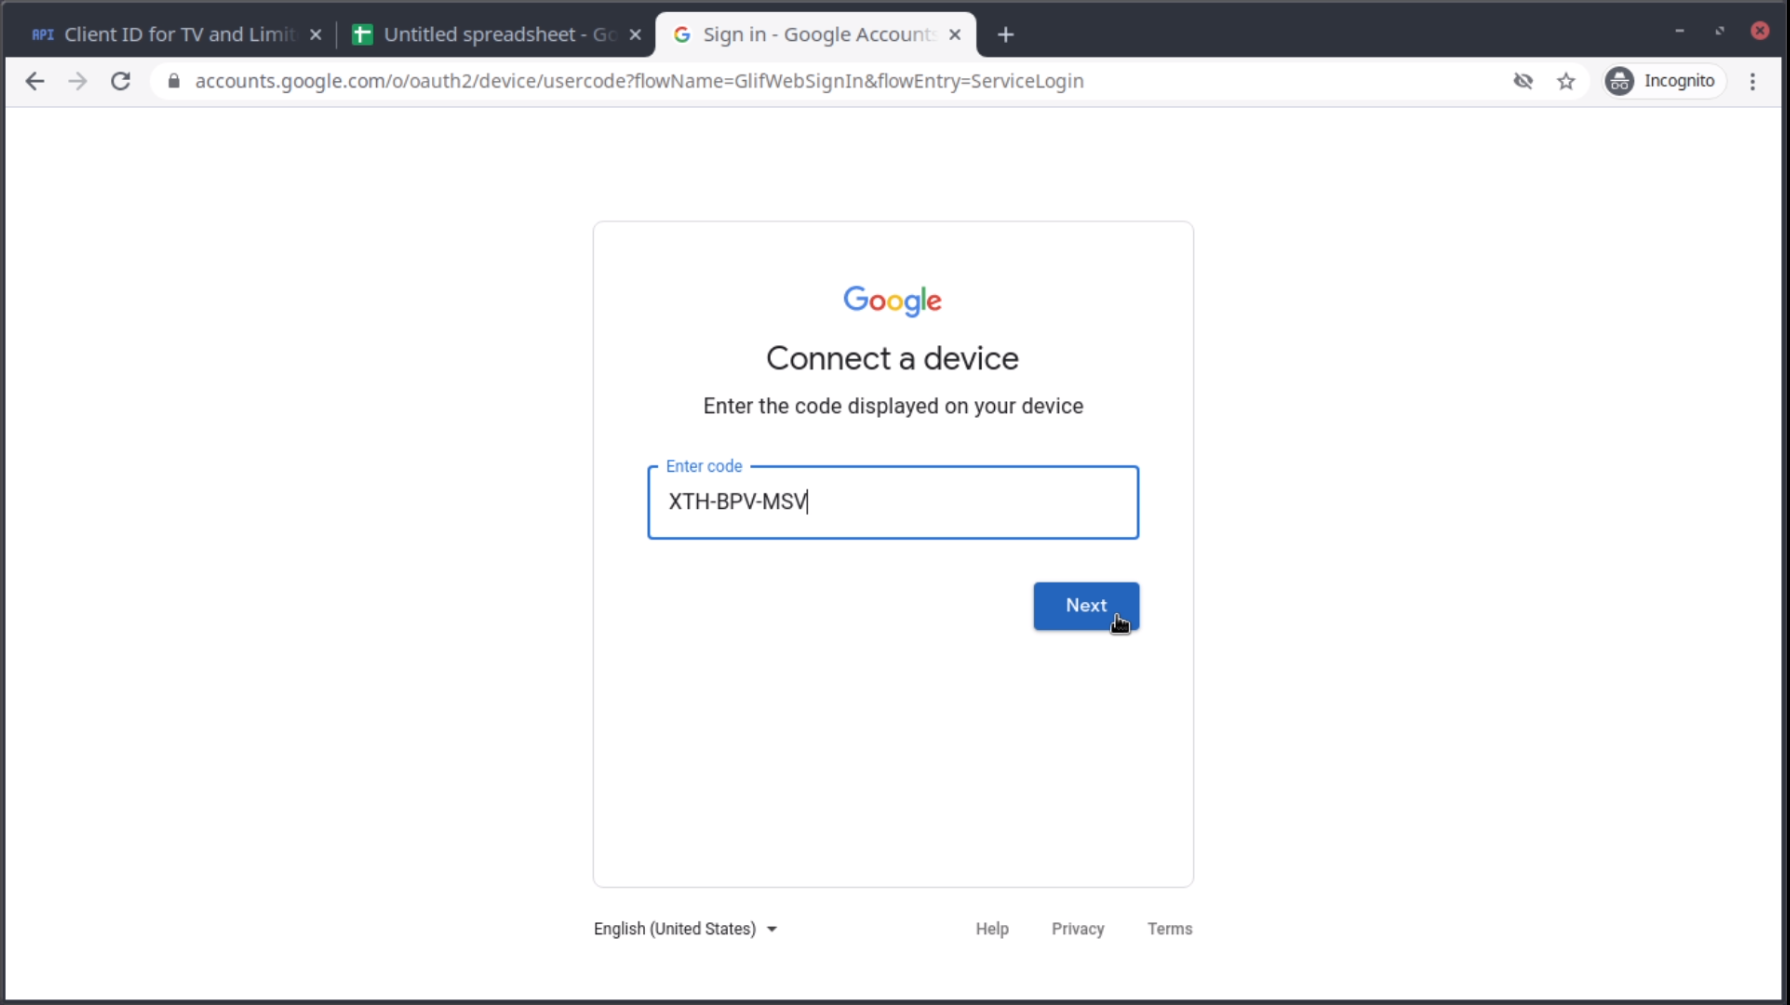 API Client ID for TV and Limit Untitled spreadsheet - Go Sign in - Google Accounts
accounts.google.com/o/oauth2/device/usercode?flowName=GlifWebSignIn&flowEntry=ServiceLogin Incognito
Google
Connect a device
Enter the code displayed on your device
Enter code
XTH-BPV-MSV
Next
English (United States) Help Privacy Terms